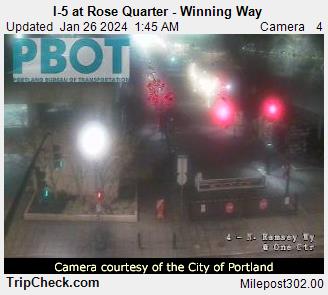 I-5 at Rose Quarter - Winning Way
Updated Jan 26 2024 1:45 AM Camera 4
PBOT
PORTLAND BUREAU OF TRANSPORTATION
4 - N. Ramsey Wy
@ One Ctr
Camera courtesy of the City of Portland
TripCheck.com Milepost302.00